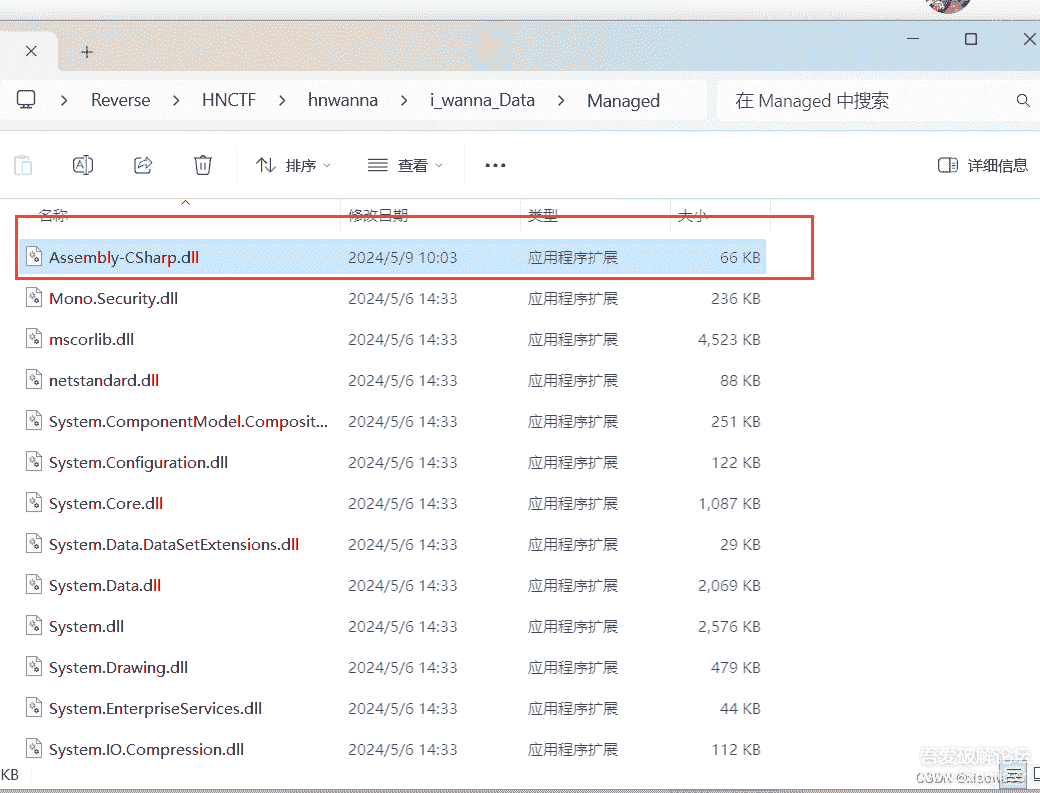 Reverse > HNCTF > hnwanna > i_wanna_Data > Managed 在 Managed 中搜索
排序 查看 ••• 详细信息
名称 修改日期 类型 大小
Assembly-CSharp.dll 2024/5/9 10:03 应用程序扩展 66 KB
Mono.Security.dll 2024/5/6 14:33 应用程序扩展 236 KB
mscorlib.dll 2024/5/6 14:33 应用程序扩展 4,523 KB
netstandard.dll 2024/5/6 14:33 应用程序扩展 88 KB
System.ComponentModel.Composit... 2024/5/6 14:33 应用程序扩展 251 KB
System.Configuration.dll 2024/5/6 14:33 应用程序扩展 122 KB
System.Core.dll 2024/5/6 14:33 应用程序扩展 1,087 KB
System.Data.DataSetExtensions.dll 2024/5/6 14:33 应用程序扩展 29 KB
System.Data.dll 2024/5/6 14:33 应用程序扩展 2,069 KB
System.dll 2024/5/6 14:33 应用程序扩展 2,576 KB
System.Drawing.dll 2024/5/6 14:33 应用程序扩展 479 KB
System.EnterpriseServices.dll 2024/5/6 14:33 应用程序扩展 44 KB
System.IO.Compression.dll 2024/5/6 14:33 应用程序扩展 112 KB
吾爱破解论坛
KB
CSDN